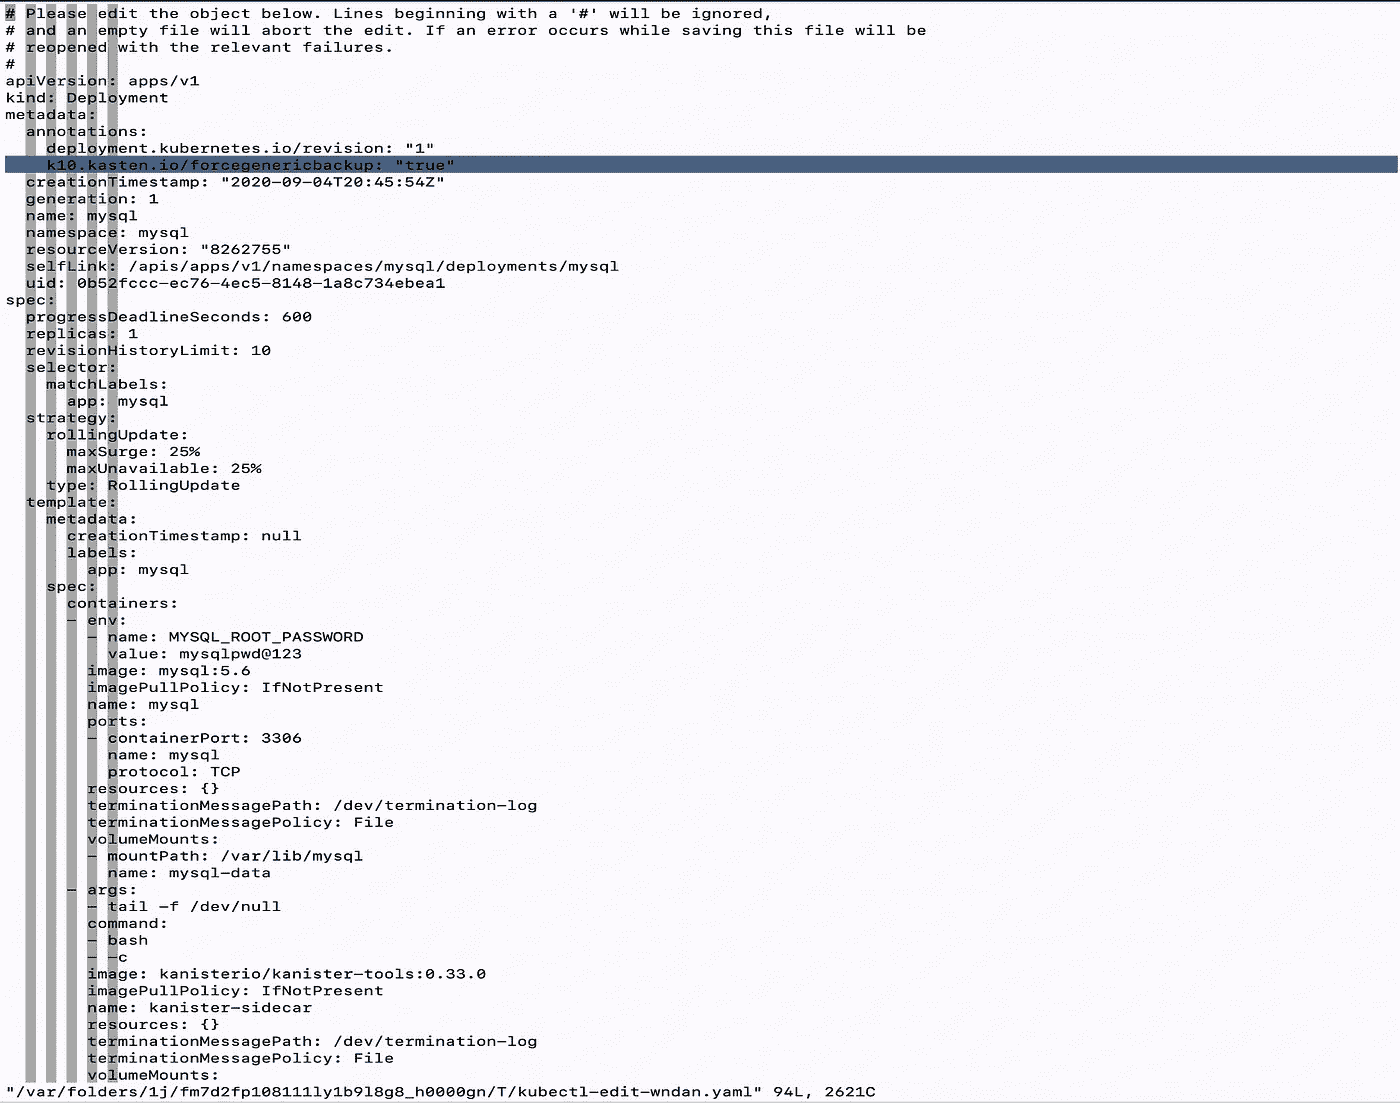 # Please edit the object below. Lines beginning with a '#' will be ignored,
# and an empty file will abort the edit. If an error occurs while saving this file will be
# reopened with the relevant failures.
#
apiVersion: apps/v1
kind: Deployment
metadata:
  annotations:
    deployment.kubernetes.io/revision: "1"
    k10.kasten.io/forcegenericbackup: "true"
  creationTimestamp: "2020-09-04T20:45:54Z"
  generation: 1
  name: mysql
  namespace: mysql
  resourceVersion: "8262755"
  selfLink: /apis/apps/v1/namespaces/mysql/deployments/mysql
  uid: 0b52fccc-ec76-4ec5-8148-1a8c734ebea1
spec:
  progressDeadlineSeconds: 600
  replicas: 1
  revisionHistoryLimit: 10
  selector:
    matchLabels:
      app: mysql
  strategy:
    rollingUpdate:
      maxSurge: 25%
      maxUnavailable: 25%
    type: RollingUpdate
  template:
    metadata:
      creationTimestamp: null
      labels:
        app: mysql
    spec:
      containers:
      - env:
        - name: MYSQL_ROOT_PASSWORD
          value: mysqlpwd@123
        image: mysql:5.6
        imagePullPolicy: IfNotPresent
        name: mysql
        ports:
        - containerPort: 3306
          name: mysql
          protocol: TCP
        resources: {}
        terminationMessagePath: /dev/termination-log
        terminationMessagePolicy: File
        volumeMounts:
        - mountPath: /var/lib/mysql
          name: mysql-data
      - args:
        - tail -f /dev/null
        command:
        - bash
        - -c
        image: kanisterio/kanister-tools:0.33.0
        imagePullPolicy: IfNotPresent
        name: kanister-sidecar
        resources: {}
        terminationMessagePath: /dev/termination-log
        terminationMessagePolicy: File
        volumeMounts:
"/var/folders/1j/fm7d2fp108111ly1b9l8g8_h0000gn/T/kubectl-edit-wndan.yaml" 94L, 2621C